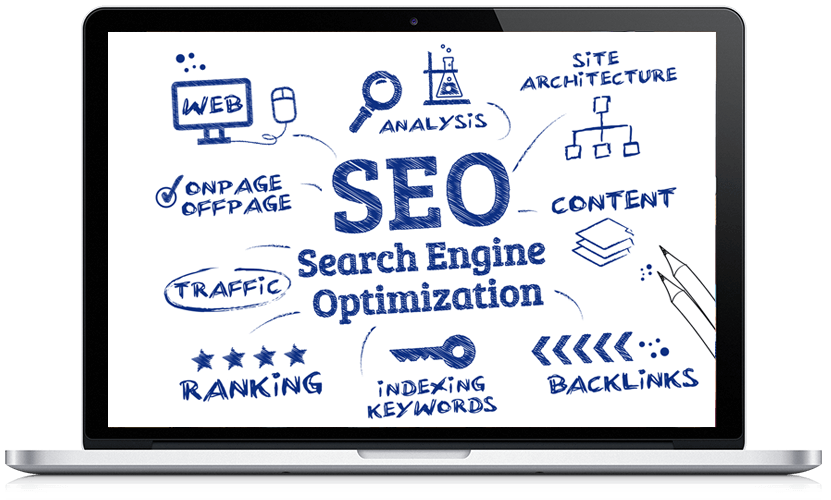 WEB
ANALYSIS
SITE
ARCHITECTURE
ONPAGE
OFFPAGE
SEO
Search Engine
Optimization
CONTENT
TRAFFIC
RANKING
INDEXING
KEYWORDS
BACKLINKS